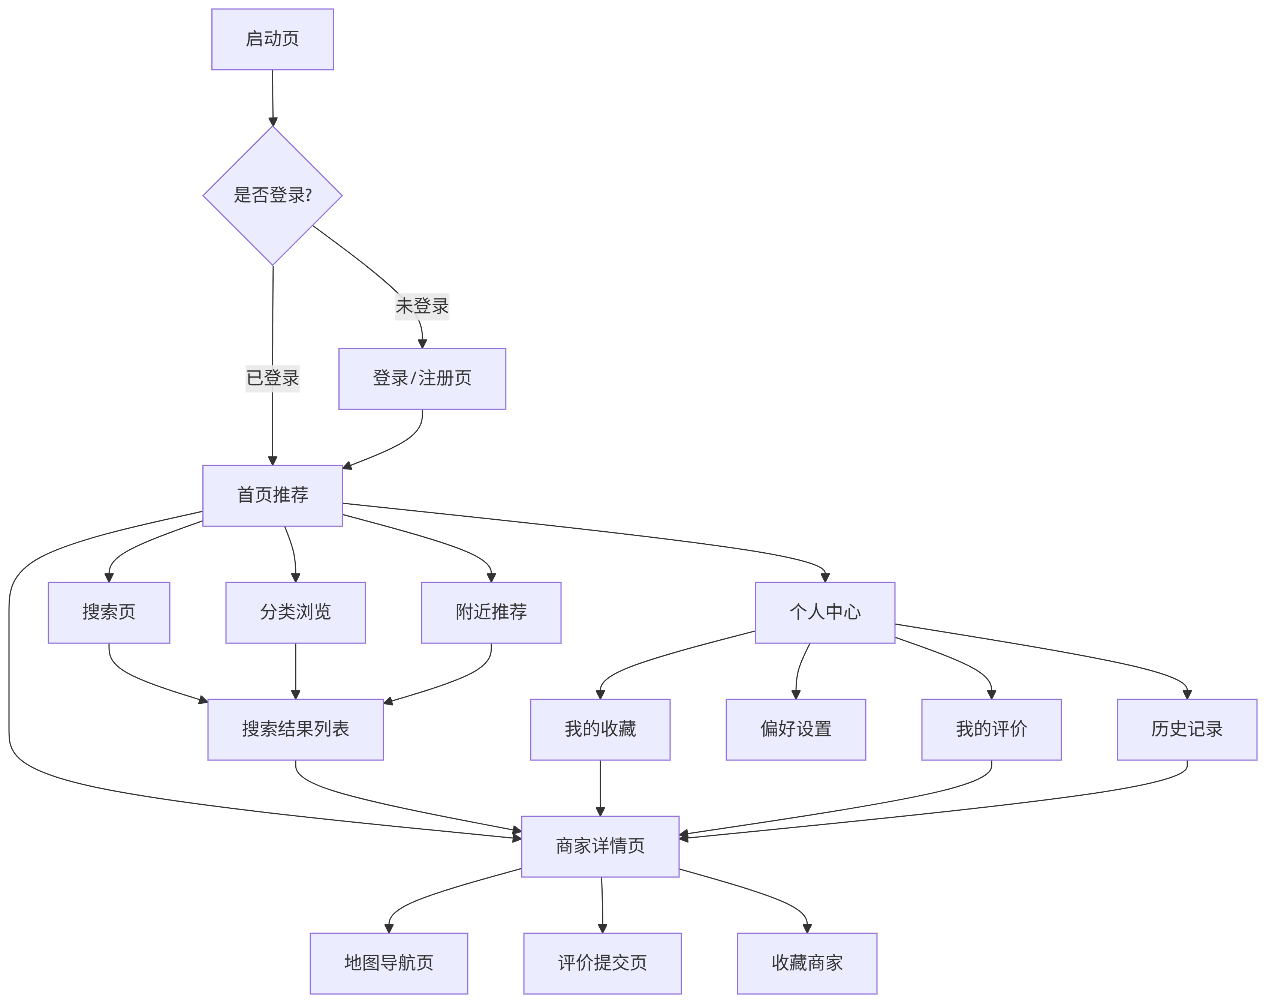 启动页
是否登录?
未登录
已登录
登录/注册页
首页推荐
搜索页
分类浏览
附近推荐
个人中心
搜索结果列表
我的收藏
偏好设置
我的评价
历史记录
商家详情页
地图导航页
评价提交页
收藏商家